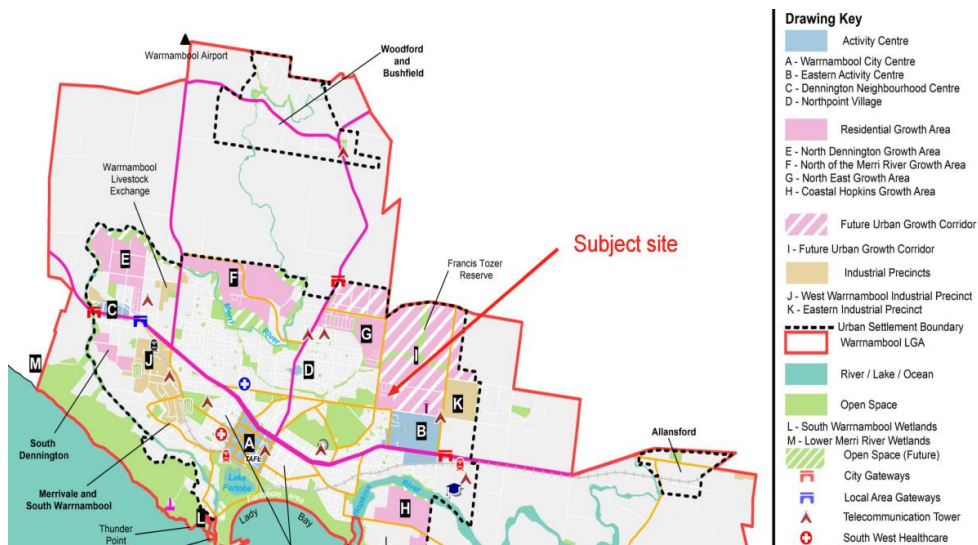 Warrnambool Airport
Woodford
and
Bushfield
Warrnambool
Livestock
Exchange
Subject site
Francis Tozer
Reserve
E
F
Merri
River
C
G
I
J
D
M
K
B
A
TAFE
Lake
Pertobe
South
Dennington
Merrivale and
South Warrnambool
Allansford
Hopkins
River
H
L
Lady
Bay
Thunder
Point
Drawing Key
Activity Centre
A - Warrnambool City Centre
B - Eastern Activity Centre
C - Dennington Neighbourhood Centre
D - Northpoint Village
Residential Growth Area
E - North Dennington Growth Area
F - North of the Merri River Growth Area
G - North East Growth Area
H - Coastal Hopkins Growth Area
Future Urban Growth Corridor
I - Future Urban Growth Corridor
Industrial Precincts
J - West Warrnambool Industrial Precinct
K - Eastern Industrial Precinct
Urban Settlement Boundary
Warrnambool LGA
River / Lake / Ocean
Open Space
L - South Warrnambool Wetlands
M - Lower Merri River Wetlands
Open Space (Future)
City Gateways
Local Area Gateways
Telecommunication Tower
South West Healthcare